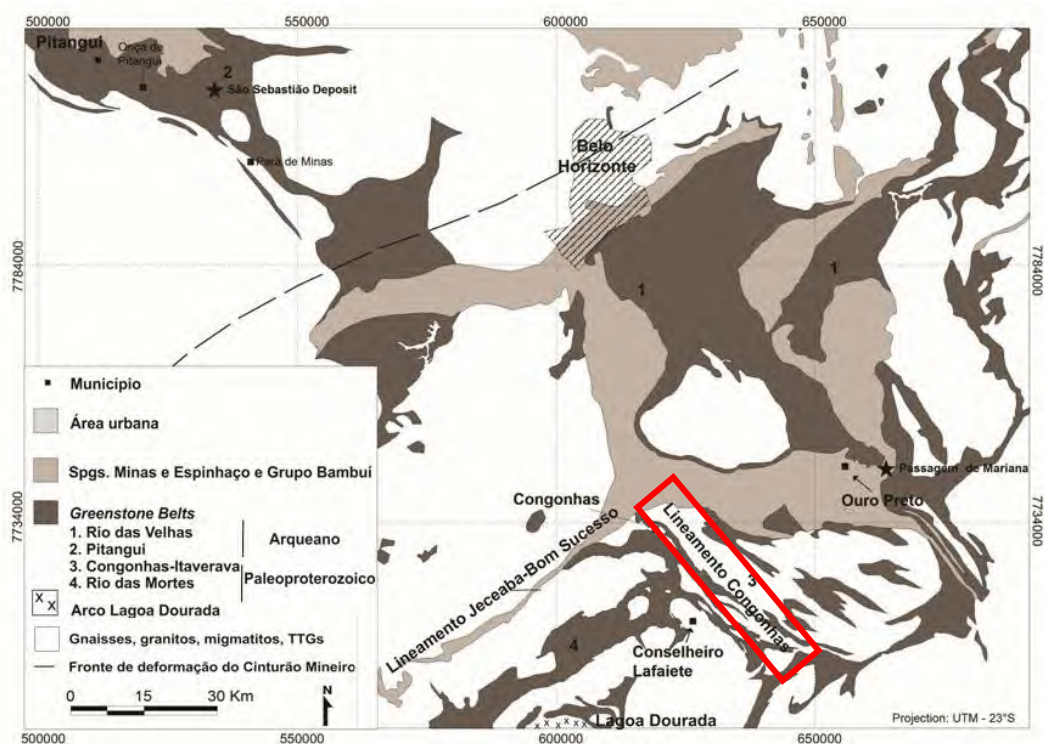 500000
550000
600000
650000
Pitangui
Onça de
Pitangui
2
São Sebastião Deposit
Pará de Minas
Belo
Horizonte
7784000
7784000
1
1
Município
Área urbana
Spgs. Minas e Espinhaço e Grupo Bambuí
Greenstone Belts
1. Rio das Velhas
2. Pitangui
Arqueano
3. Congonhas-Itaverava
4. Rio das Mortes
Paleoproterozoico
X X X
Arco Lagoa Dourada
Gnaisses, granitos, migmatitos, TTGs
Fronte de deformação do Cinturão Mineiro
0 15 30 Km
N
Passagem de Mariana
Ouro Preto
Congonhas
7734000
7734000
Lineamento Jeceaba-Bom Sucesso
Lineamento Congonhas
3
4
Conselheiro
Lafaiete
Lagoa Dourada
Projection: UTM - 23°S
500000
550000
600000
650000